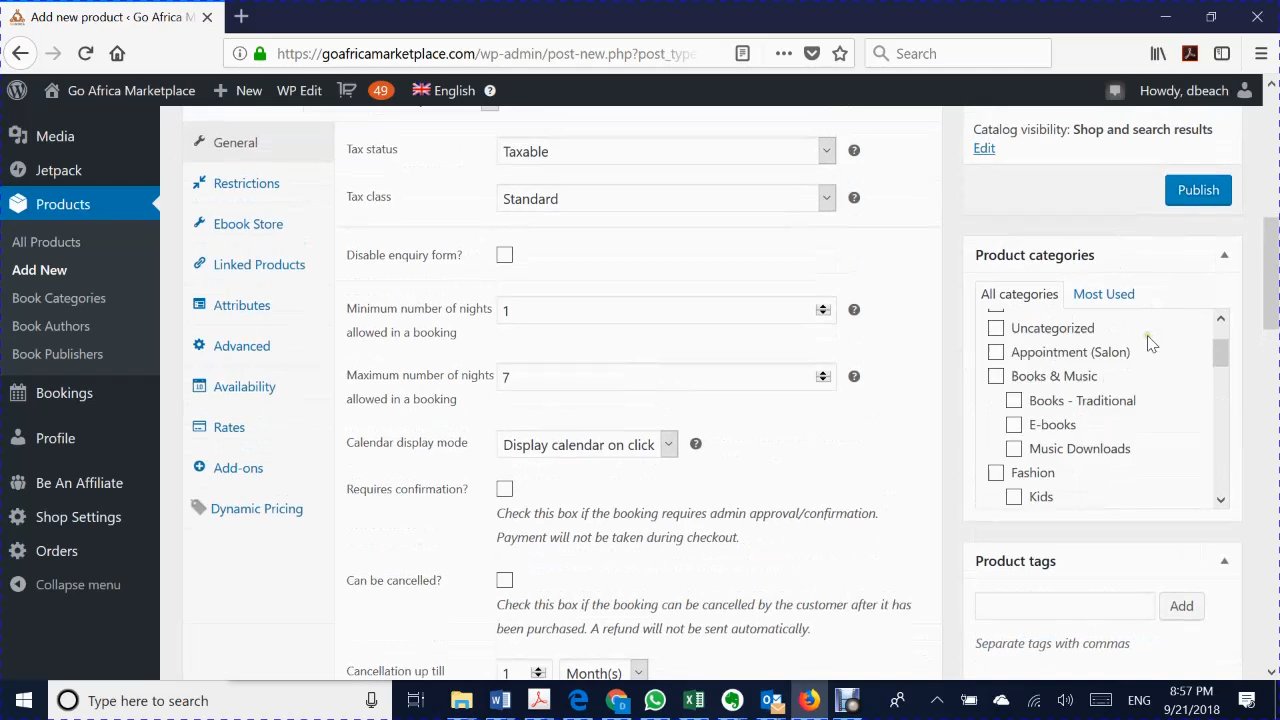 Add new product ‹ Go Africa M
https://goafricamarketplace.com/wp-admin/post-new.php?post_type
Search
Go Africa Marketplace
49
New
WP Edit
English
Howdy, dbeach
Media
Jetpack
Products
All Products
Add New
Book Categories
Book Authors
Book Publishers
Bookings
Profile
Be An Affiliate
Shop Settings
Orders
Collapse menu
General
Restrictions
Ebook Store
Linked Products
Attributes
Advanced
Availability
Rates
Add-ons
Dynamic Pricing
Tax status
Taxable
Tax class
Standard
Disable enquiry form?
Minimum number of nights
allowed in a booking
1
Maximum number of nights
allowed in a booking
7
Calendar display mode
Display calendar on click
Requires confirmation?
Check this box if the booking requires admin approval/confirmation.
Payment will not be taken during checkout.
Can be cancelled?
Check this box if the booking can be cancelled by the customer after it has
been purchased. A refund will not be sent automatically.
Cancellation up till
1
Month(s)
Catalog visibility: Shop and search results
Edit
Publish
Product categories
All categories
Most Used
Uncategorized
Appointment (Salon)
Books & Music
Books - Traditional
E-books
Music Downloads
Fashion
Kids
Product tags
Add
Separate tags with commas
Type here to search
ENG
8:57 PM
9/21/2018